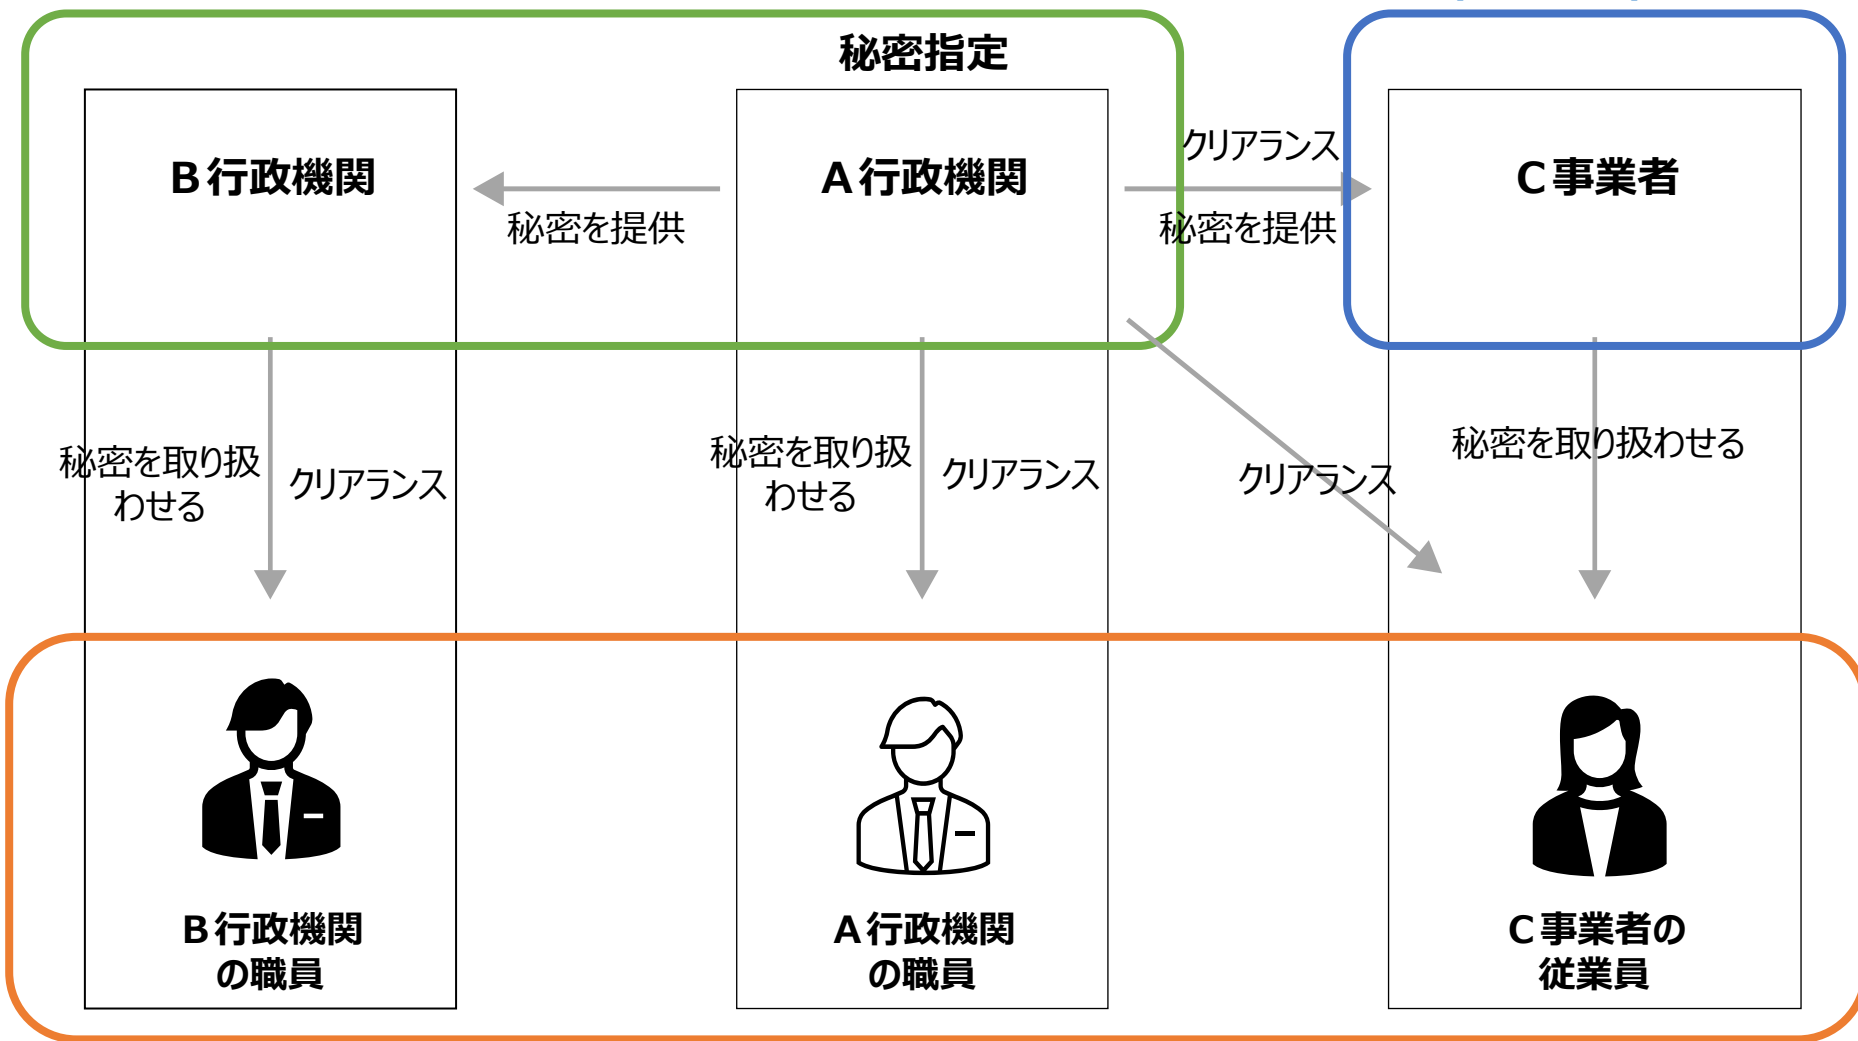 秘密指定
B行政機関
A行政機関
C事業者
クリアランス
秘密を提供
秘密を提供
秘密を取り扱
わせる
クリアランス
秘密を取り扱
わせる
クリアランス
クリアランス
秘密を取り扱わせる
B行政機関
の職員
A行政機関
の職員
C事業者の
従業員